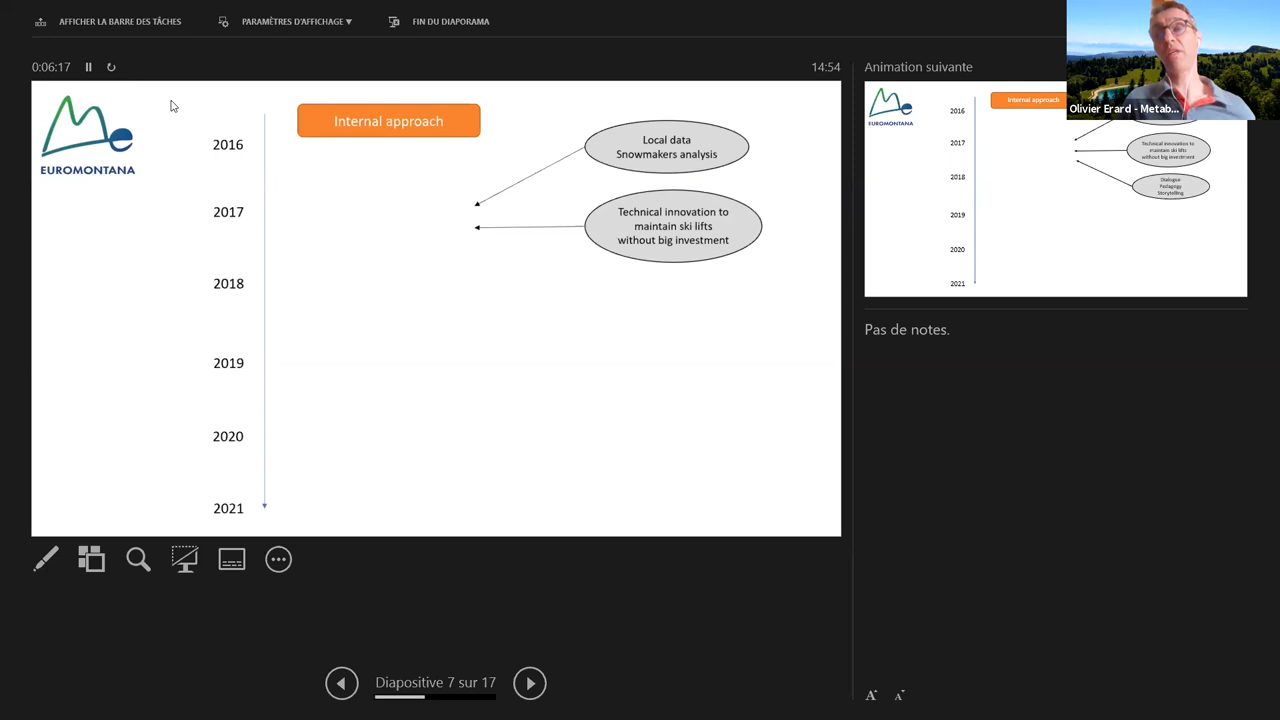 AFFICHER LA BARRE DES TÂCHES
PARAMÈTRES D'AFFICHAGE ▼
FIN DU DIAPORAMA
0:06:17
14:54
Animation suivante
Olivier Erard - Metab...
EUROMONTANA
Internal approach
2016
2017
2018
2019
2020
2021
Local data
Snowmakers analysis
Technical innovation to
maintain ski lifts
without big investment
EUROMONTANA
Internal approach
2016
2017
2018
2019
2020
2021
Technical innovation to
maintain ski lifts
without big investment
Dialogue
Pedagogy
Storytelling
Pas de notes.
Diapositive 7 sur 17
A
A